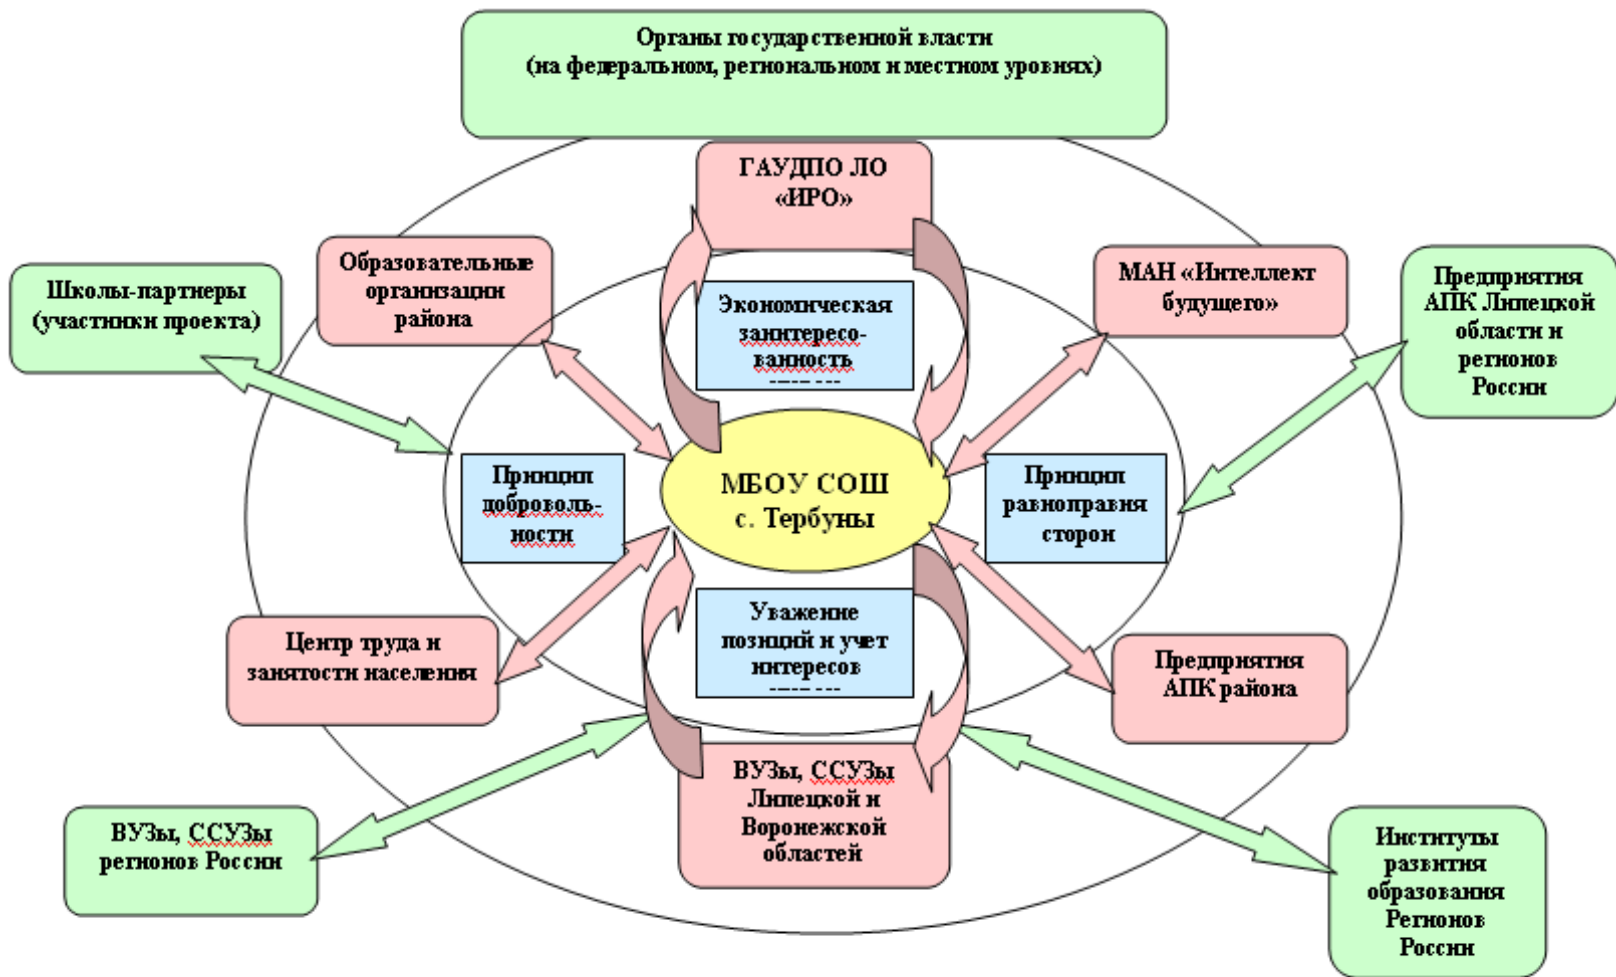 Органы государственной власти
(на федеральном, региональном и местном уровнях)
ГАУДПО ЛО
«ИРО»
Образовательные
организации
района
МАН «Интеллект
будущего»
Школы-партнеры
(участники проекта)
Предприятия
АПК Липецкой
области и
регионов
России
Экономическая
заинтересо-
ванность
Принцип
доброволь-
ности
МБОУ СОШ
с. Тербуны
Принцип
равноправия
сторон
Уважение
позиций и учет
интересов
Центр труда и
занятости населения
Предприятия
АПК района
ВУЗы, ССУЗы
Липецкой и
Воронежской
областей
ВУЗы, ССУЗы
регионов России
Институты
развития
образования
Регионов
России